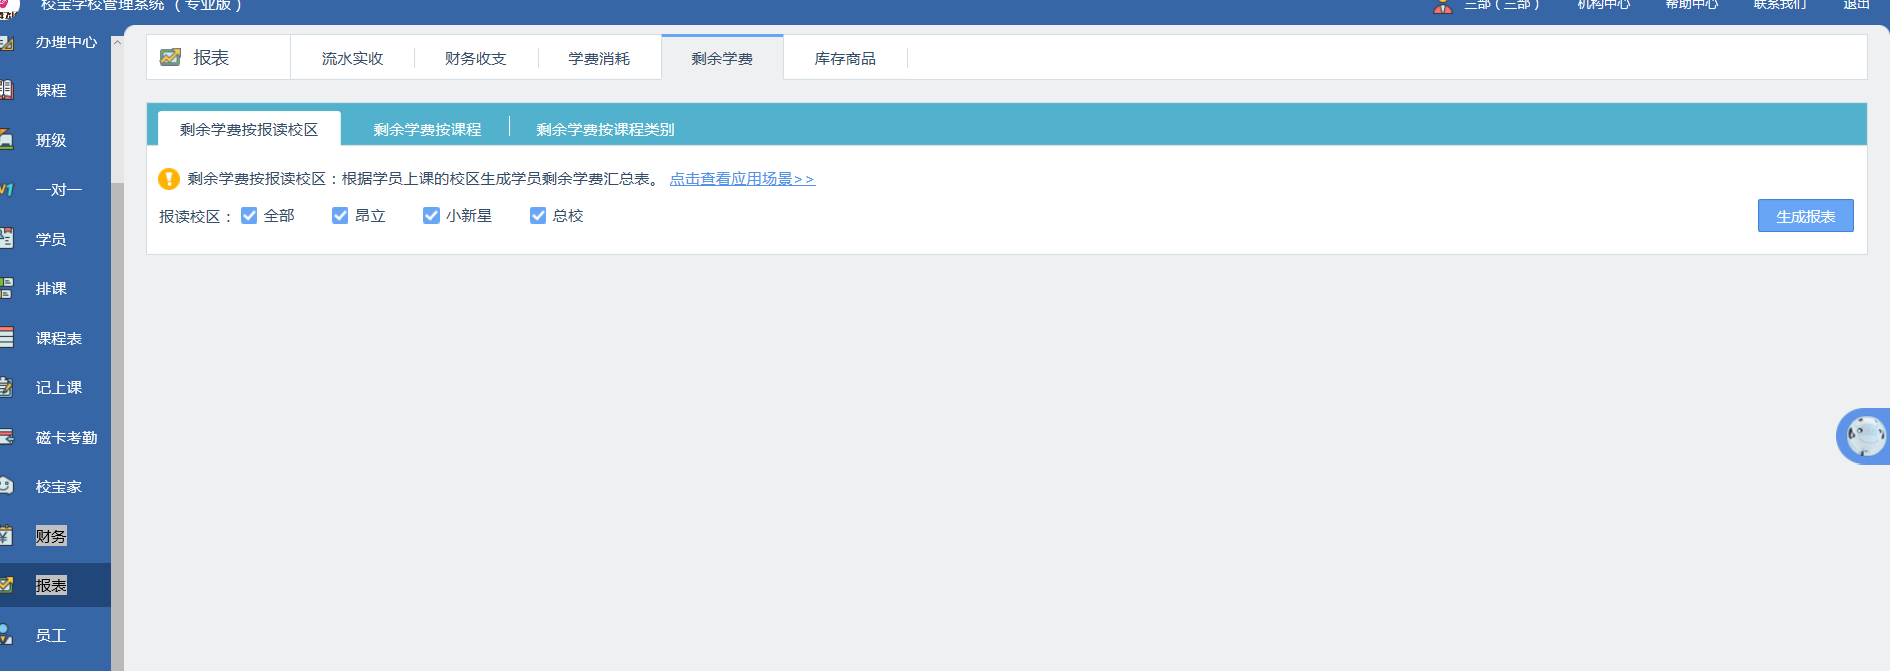 校宝学校管理系统（专业版）
三部（三部）
机构中心
帮助中心
联系我们
退出
办理中心
课程
班级
一对一
学员
排课
课程表
记上课
磁卡考勤
校宝家
财务
报表
员工
报表
流水实收
财务收支
学费消耗
剩余学费
库存商品
剩余学费按报读校区
剩余学费按课程
剩余学费按课程类别
剩余学费按报读校区：根据学员上课的校区生成学员剩余学费汇总表。 点击查看应用场景>>
报读校区： 全部 昂立 小新星 总校
生成报表